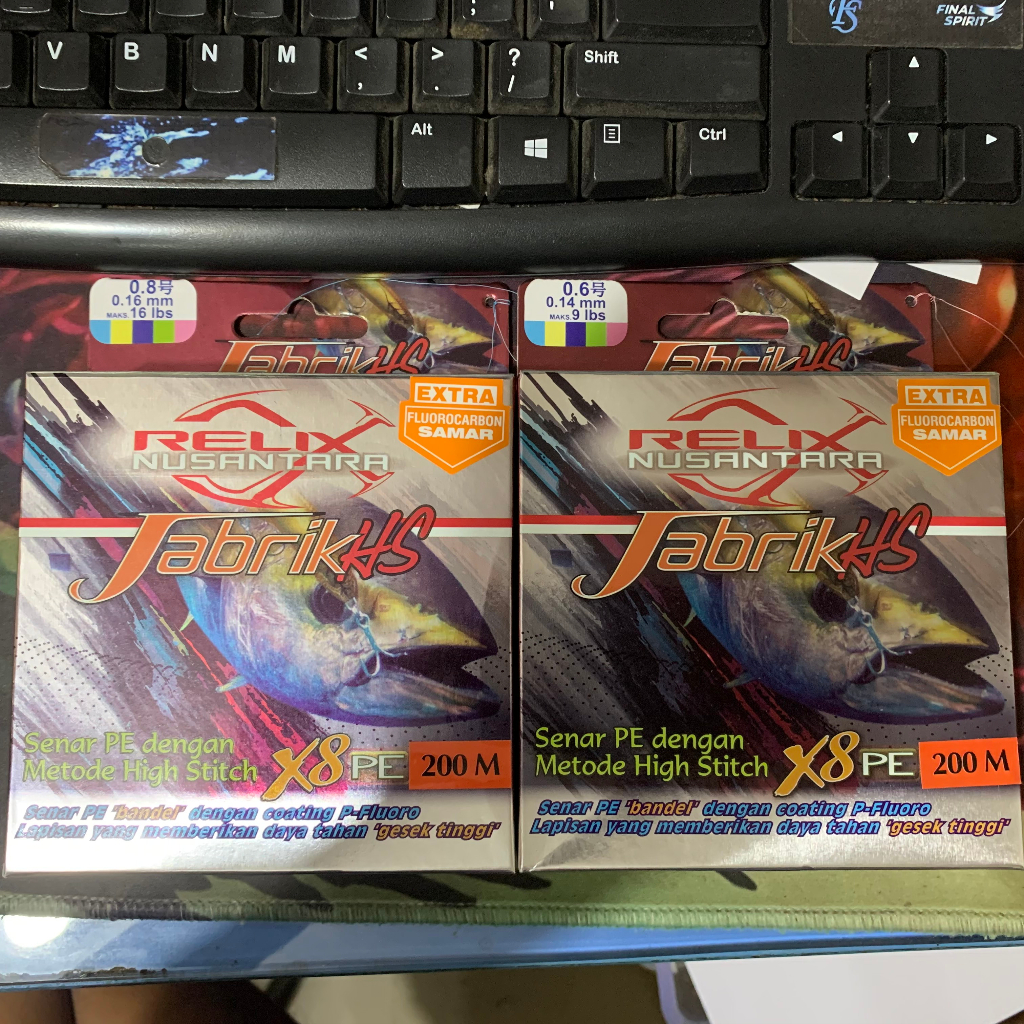 FINAL
SPIRIT
V B N M < , > . ? / Shift
Alt Ctrl
0.8号
0.16 mm
MAKS. 16 lbs
JabrikHS
0.6号
0.14 mm
MAKS. 9 lbs
JabrikHS
EXTRA
FLUOROCARBON
SAMAR
RELIX
NUSANTARA
JabrikHS
Senar PE dengan
Metode High Stitch X8 PE 200 M
Senar PE 'bandel' dengan coating P-Fluoro
Lapisan yang memberikan daya tahan 'gesek tinggi'
EXTRA
FLUOROCARBON
SAMAR
RELIX
NUSANTARA
JabrikHS
Senar PE dengan
Metode High Stitch X8 PE 200 M
Senar PE 'bandel' dengan coating P-Fluoro
Lapisan yang memberikan daya tahan 'gesek tinggi'